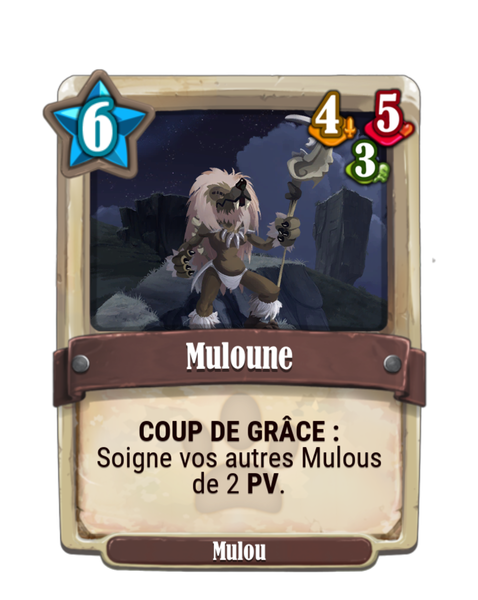 6
4
5
3
Muloune
COUP DE GRÂCE :
Soigne vos autres Mulous
de 2 PV.
Mulou